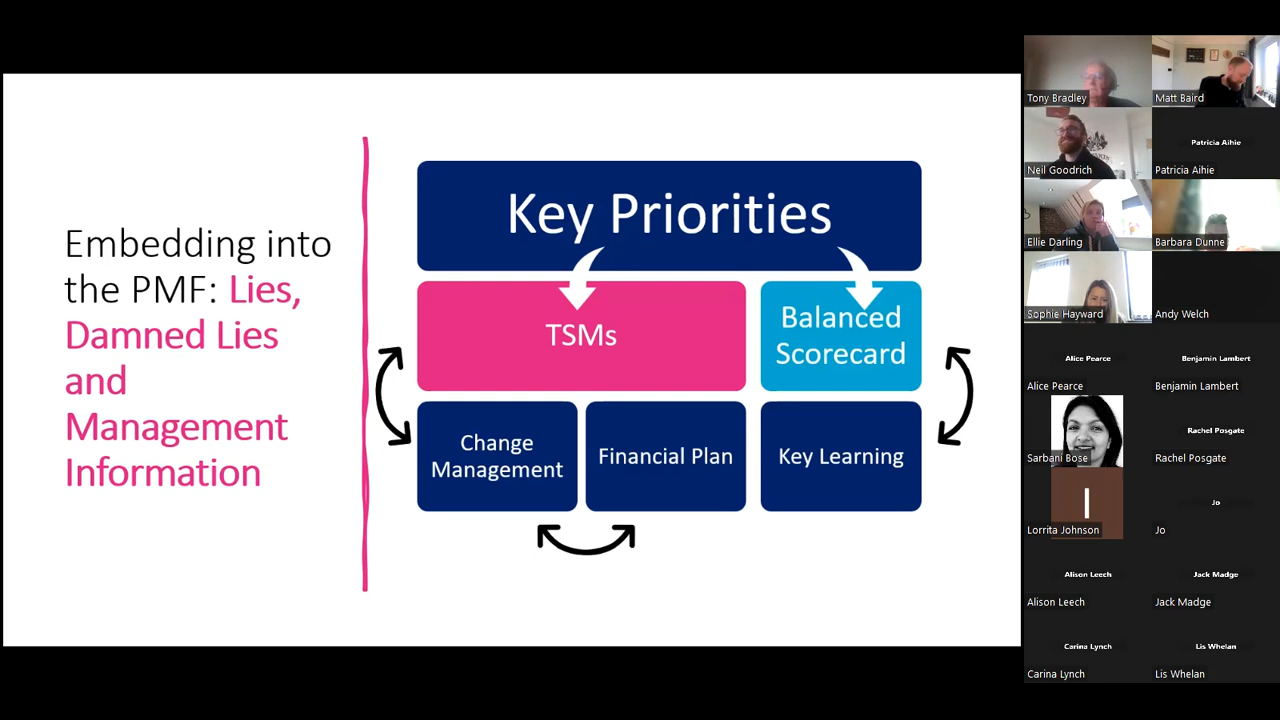 Embedding into
the PMF: Lies,
Damned Lies
and
Management
Information
Key Priorities
TSMs
Balanced
Scorecard
Change
Management
Financial Plan
Key Learning
Tony Bradley
Matt Baird
Neil Goodrich
Patricia Aihie
Patricia Aihie
Ellie Darling
Barbara Dunne
Sophie Hayward
Andy Welch
Alice Pearce
Alice Pearce
Benjamin Lambert
Benjamin Lambert
Sarbani Bose
Rachel Posgate
Rachel Posgate
I
Lorrita Johnson
Jo
Jo
Alison Leech
Alison Leech
Jack Madge
Jack Madge
Carina Lynch
Carina Lynch
Lis Whelan
Lis Whelan